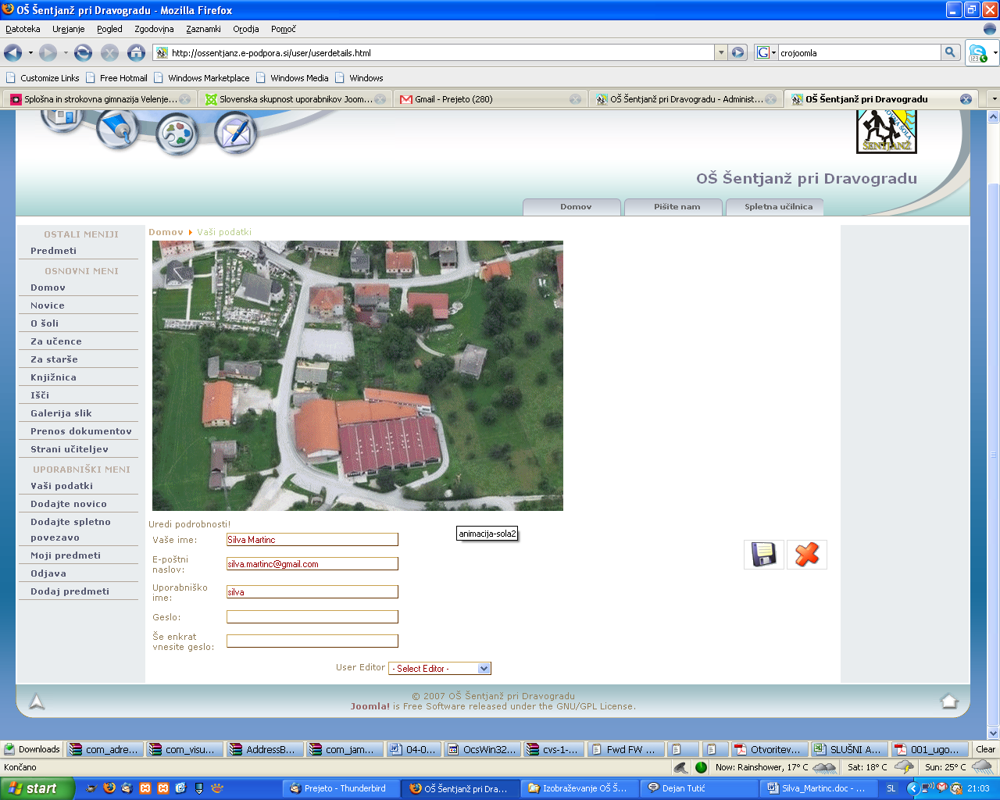 OŠ Šentjanž pri Dravogradu - Mozilla Firefox
Datoteka Urejanje Pogled Zgodovina Zaznamki Orodja Pomoč
http://ossentjanz.e-podpora.si/user/userdetails.html
G crojoomla
Customize Links Free Hotmail Windows Marketplace Windows Media Windows
Splošna in strokovna gimnazija Velenje... Slovenska skupnost uporabnikov Joom... Gmail - Prejeto (280) OŠ Šentjanž pri Dravogradu - Administ... OŠ Šentjanž pri Dravogradu
ŠENTJANŽ
OŠ Šentjanž pri Dravogradu
Domov Pišite nam Spletna učilnica
OSTALI MENIJI
Predmeti
OSNOVNI MENI
Domov
Novice
O šoli
Za učence
Za starše
Knjižnica
Išči
Galerija slik
Prenos dokumentov
Strani učiteljev
UPORABNIŠKI MENI
Vaši podatki
Dodajte novico
Dodajte spletno
povezavo
Moji predmeti
Odjava
Dodaj predmeti
Domov Vaši podatki
Uredi podrobnosti!
animacija-sola2
Vaše ime: Silva Martinc
E-poštni
naslov: silva.martinc@gmail.com
Uporabniško
ime: silva
Geslo:
Še enkrat
vnesite geslo:
User Editor - Select Editor -
© 2007 OŠ Šentjanž pri Dravogradu
Joomla! is Free Software released under the GNU/GPL License.
Downloads com_adre... com_visu... AddressB... com_jam... 04-0... OcsWin32... cvs-1-... Fwd FW ... Otvoritev... SLUŠNI A... 001_ugo... Clear
Končano Now: Rainshower, 17° C Sat: 18° C Sun: 25° C
start Prejeto - Thunderbird OŠ Šentjanž pri Dra... Izobraževanje OŠ Š... Dejan Tutić Silva_Martinc.doc - ... SL 21:03